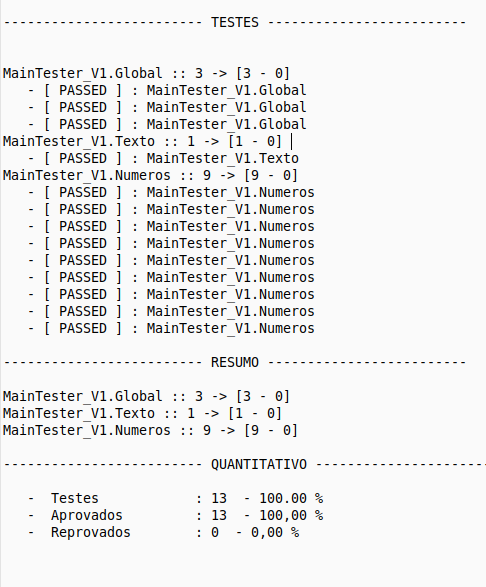 ------------------------- TESTES -------------------------
MainTester_V1.Global :: 3 -> [3 - 0]
- [ PASSED ] : MainTester_V1.Global
- [ PASSED ] : MainTester_V1.Global
- [ PASSED ] : MainTester_V1.Global
MainTester_V1.Texto :: 1 -> [1 - 0]
- [ PASSED ] : MainTester_V1.Texto
MainTester_V1.Numeros :: 9 -> [9 - 0]
- [ PASSED ] : MainTester_V1.Numeros
- [ PASSED ] : MainTester_V1.Numeros
- [ PASSED ] : MainTester_V1.Numeros
- [ PASSED ] : MainTester_V1.Numeros
- [ PASSED ] : MainTester_V1.Numeros
- [ PASSED ] : MainTester_V1.Numeros
- [ PASSED ] : MainTester_V1.Numeros
- [ PASSED ] : MainTester_V1.Numeros
- [ PASSED ] : MainTester_V1.Numeros
------------------------- RESUMO -------------------------
MainTester_V1.Global :: 3 -> [3 - 0]
MainTester_V1.Texto :: 1 -> [1 - 0]
MainTester_V1.Numeros :: 9 -> [9 - 0]
------------------------- QUANTITATIVO ----------------------
- Testes : 13 - 100.00 %
- Aprovados : 13 - 100,00 %
- Reprovados : 0 - 0,00 %